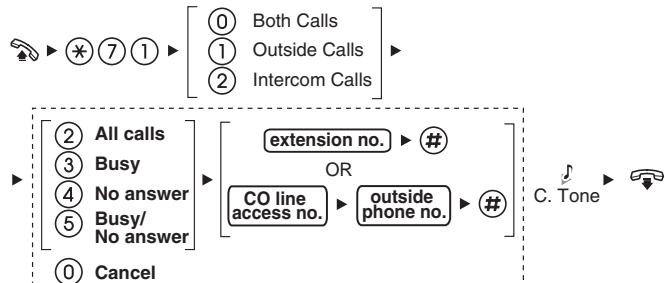 0 Both Calls
* 7 1 1 Outside Calls
2 Intercom Calls
2 All calls
3 Busy
4 No answer
5 Busy/
No answer
extension no. #
OR
CO line
access no.
outside
phone no. #
C. Tone
0 Cancel